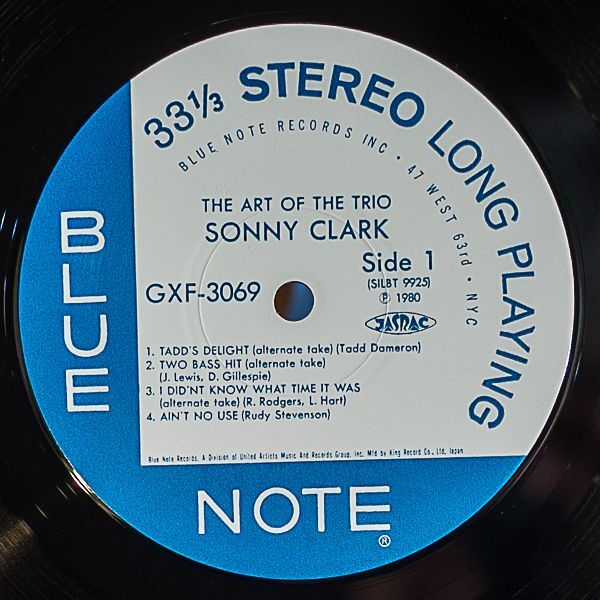 33⅓ STEREO LONG PLAYING
BLUE NOTE RECORDS INC • 47 WEST 63rd • NYC
THE ART OF THE TRIO
SONNY CLARK
Side 1
GXF-3069
(SILBT 9925)
℗ 1980
JASRAC
1. TADD'S DELIGHT (alternate take) (Tadd Dameron)
2. TWO BASS HIT (alternate take)
(J. Lewis, D. Gillespie)
3. I DID'NT KNOW WHAT TIME IT WAS
(alternate take) (R. Rodgers, L. Hart)
4. AIN'T NO USE (Rudy Stevenson)
Blue Note Records, A Division of United Artists Music And Records Group, Inc. Mfd by King Record Co., Ltd, Japan
BLUE
NOTE®